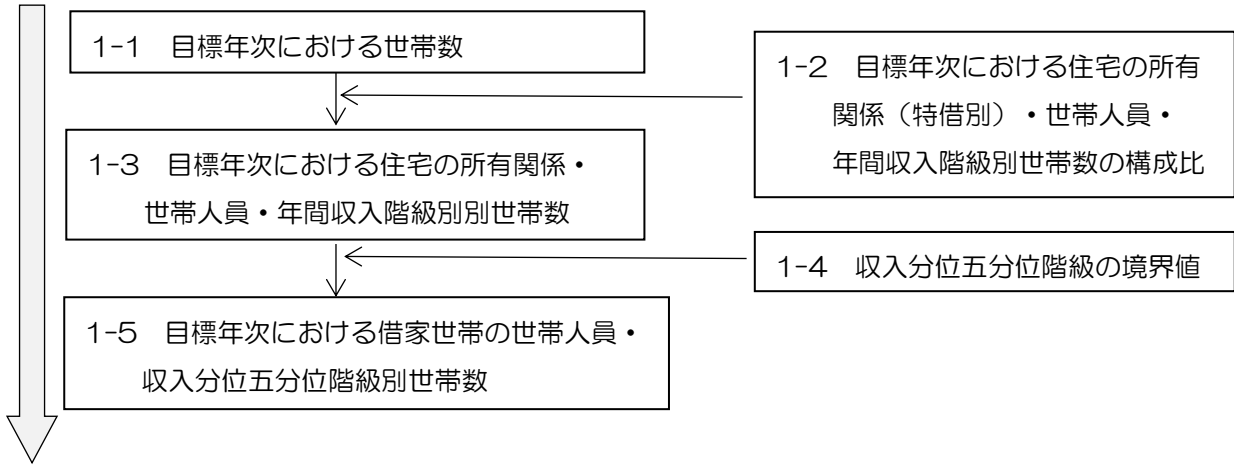 1-1 目標年次における世帯数
1-2 目標年次における住宅の所有
関係（特借別）・世帯人員・
年間収入階級別世帯数の構成比
1-3 目標年次における住宅の所有関係・
世帯人員・年間収入階級別別世帯数
1-4 収入分位五分位階級の境界値
1-5 目標年次における借家世帯の世帯人員・
収入分位五分位階級別世帯数